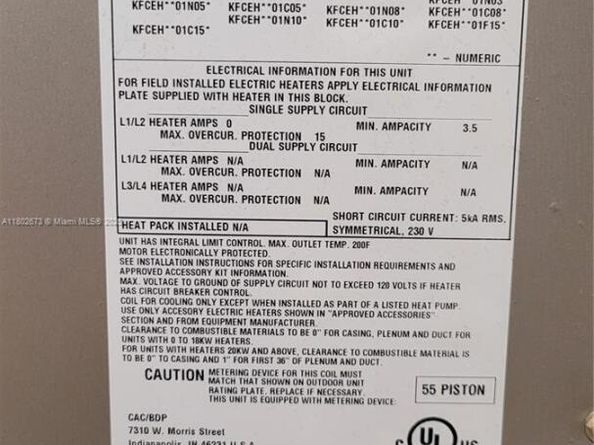 KFCEH**01N05* KFCEH**01C05* KFCEH**01N08* KFCEH**01C08*
KFCEH**01N10* KFCEH**01C10* KFCEH**01F15*
KFCEH**01C15*
** - NUMERIC
ELECTRICAL INFORMATION FOR THIS UNIT
FOR FIELD INSTALLED ELECTRIC HEATERS APPLY ELECTRICAL INFORMATION
PLATE SUPPLIED WITH HEATER IN THIS BLOCK.
SINGLE SUPPLY CIRCUIT
L1/L2 HEATER AMPS 0 MIN. AMPACITY 3.5
MAX. OVERCUR. PROTECTION 15
DUAL SUPPLY CIRCUIT
L1/L2 HEATER AMPS N/A MIN. AMPACITY N/A
MAX. OVERCUR. PROTECTION N/A
L3/L4 HEATER AMPS N/A MIN. AMPACITY N/A
MAX. OVERCUR. PROTECTION N/A
SHORT CIRCUIT CURRENT: 5kA RMS.
HEAT PACK INSTALLED N/A SYMMETRICAL, 230 V
UNIT HAS INTEGRAL LIMIT CONTROL. MAX. OUTLET TEMP. 200F
MOTOR ELECTRONICALLY PROTECTED.
SEE INSTALLATION INSTRUCTIONS FOR SPECIFIC INSTALLATION REQUIREMENTS AND
APPROVED ACCESSORY KIT INFORMATION.
MAX. VOLTAGE TO GROUND OF SUPPLY CIRCUIT NOT TO EXCEED 120 VOLTS IF HEATER
HAS CIRCUIT BREAKER CONTROL.
COIL FOR COOLING ONLY EXCEPT WHEN INSTALLED AS PART OF A LISTED HEAT PUMP.
USE ONLY ACCESORY ELECTRIC HEATERS SHOWN IN "APPROVED ACCESSORIES"
SECTION AND FROM EQUIPMENT MANUFACTURER.
CLEARANCE TO COMBUSTIBLE MATERIALS TO BE 0" FOR CASING, PLENUM AND DUCT FOR
UNITS WITH 0 TO 18KW HEATERS.
FOR UNITS WITH HEATERS 20KW AND ABOVE, CLEARANCE TO COMBUSTIBLE MATERIAL IS
TO BE 0" TO CASING AND 1" FOR FIRST 36" OF PLENUM AND DUCT.
CAUTION METERING DEVICE FOR THIS COIL MUST
MATCH THAT SHOWN ON OUTDOOR UNIT
RATING PLATE. REPLACE IF NECESSARY.
THIS UNIT IS EQUIPPED WITH METERING DEVICE:
55 PISTON
CAC/BDP
7310 W. Morris Street
Indianapolis, IN 46231 U.S.A.
C UL US
© Miami MLS®